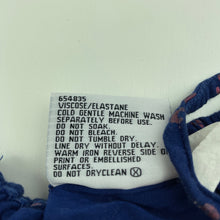 654835
VISCOSE/ELASTANE
COLD GENTLE MACHINE WASH
SEPARATELY BEFORE USE.
DO NOT SOAK.
DO NOT BLEACH.
DO NOT TUMBLE DRY.
LINE DRY WITHOUT DELAY.
WARM IRON REVERSE SIDE OF
PRINT OR EMBELLISHED
SURFACES.
DO NOT DRYCLEAN ⓧ